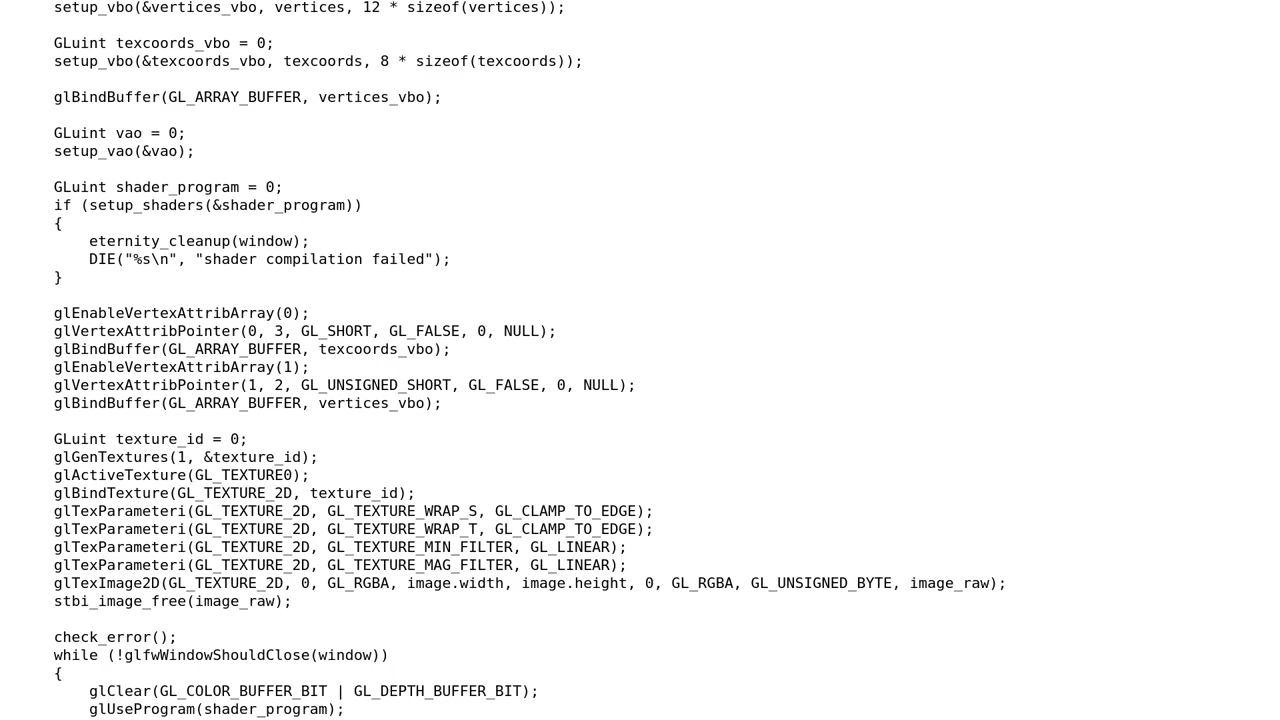 setup_vbo(&vertices_vbo, vertices, 12 * sizeof(vertices));
GLuint texcoords_vbo = 0;
setup_vbo(&texcoords_vbo, texcoords, 8 * sizeof(texcoords));
glBindBuffer(GL_ARRAY_BUFFER, vertices_vbo);
GLuint vao = 0;
setup_vao(&vao);
GLuint shader_program = 0;
if (setup_shaders(&shader_program))
{
eternity_cleanup(window);
DIE("%s\n", "shader compilation failed");
}
glEnableVertexAttribArray(0);
glVertexAttribPointer(0, 3, GL_SHORT, GL_FALSE, 0, NULL);
glBindBuffer(GL_ARRAY_BUFFER, texcoords_vbo);
glEnableVertexAttribArray(1);
glVertexAttribPointer(1, 2, GL_UNSIGNED_SHORT, GL_FALSE, 0, NULL);
glBindBuffer(GL_ARRAY_BUFFER, vertices_vbo);
GLuint texture_id = 0;
glGenTextures(1, &texture_id);
glActiveTexture(GL_TEXTURE0);
glBindTexture(GL_TEXTURE_2D, texture_id);
glTexParameteri(GL_TEXTURE_2D, GL_TEXTURE_WRAP_S, GL_CLAMP_TO_EDGE);
glTexParameteri(GL_TEXTURE_2D, GL_TEXTURE_WRAP_T, GL_CLAMP_TO_EDGE);
glTexParameteri(GL_TEXTURE_2D, GL_TEXTURE_MIN_FILTER, GL_LINEAR);
glTexParameteri(GL_TEXTURE_2D, GL_TEXTURE_MAG_FILTER, GL_LINEAR);
glTexImage2D(GL_TEXTURE_2D, 0, GL_RGBA, image.width, image.height, 0, GL_RGBA, GL_UNSIGNED_BYTE, image_raw);
stbi_image_free(image_raw);
check_error();
while (!glfwWindowShouldClose(window))
{
glClear(GL_COLOR_BUFFER_BIT | GL_DEPTH_BUFFER_BIT);
glUseProgram(shader_program);